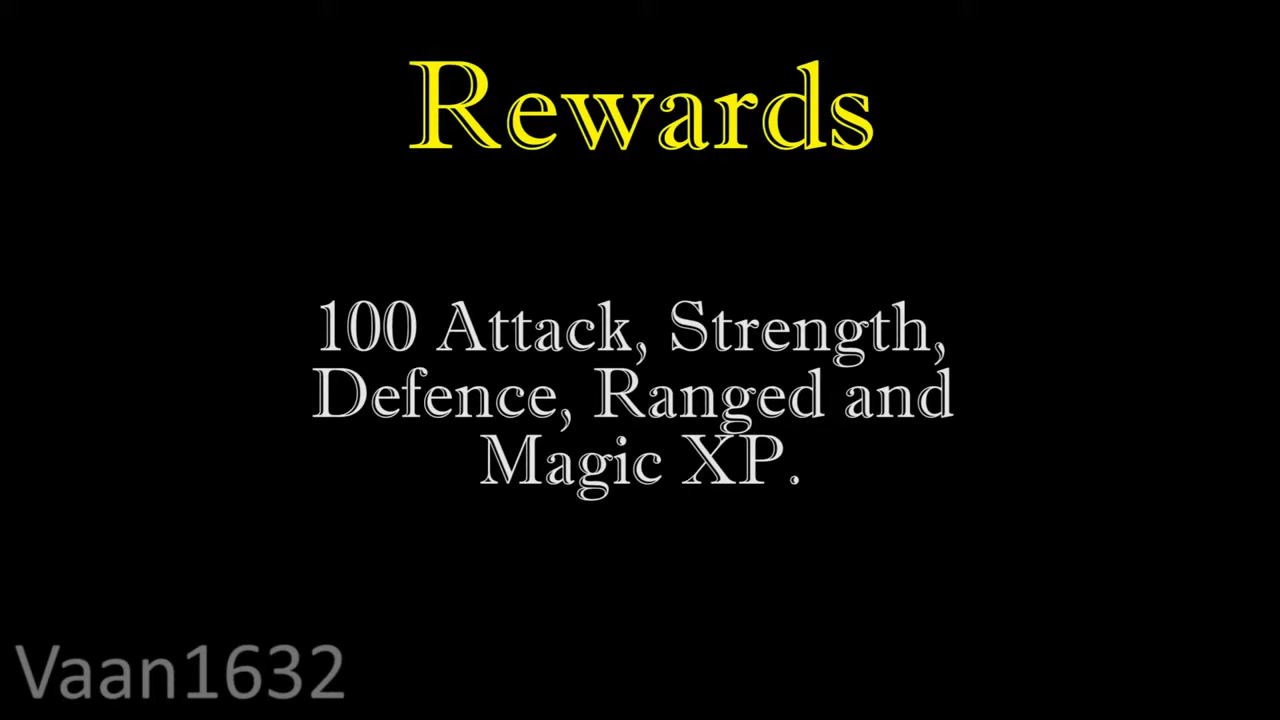 Rewards
100 Attack, Strength,
Defence, Ranged and
Magic XP.
Vaan1632